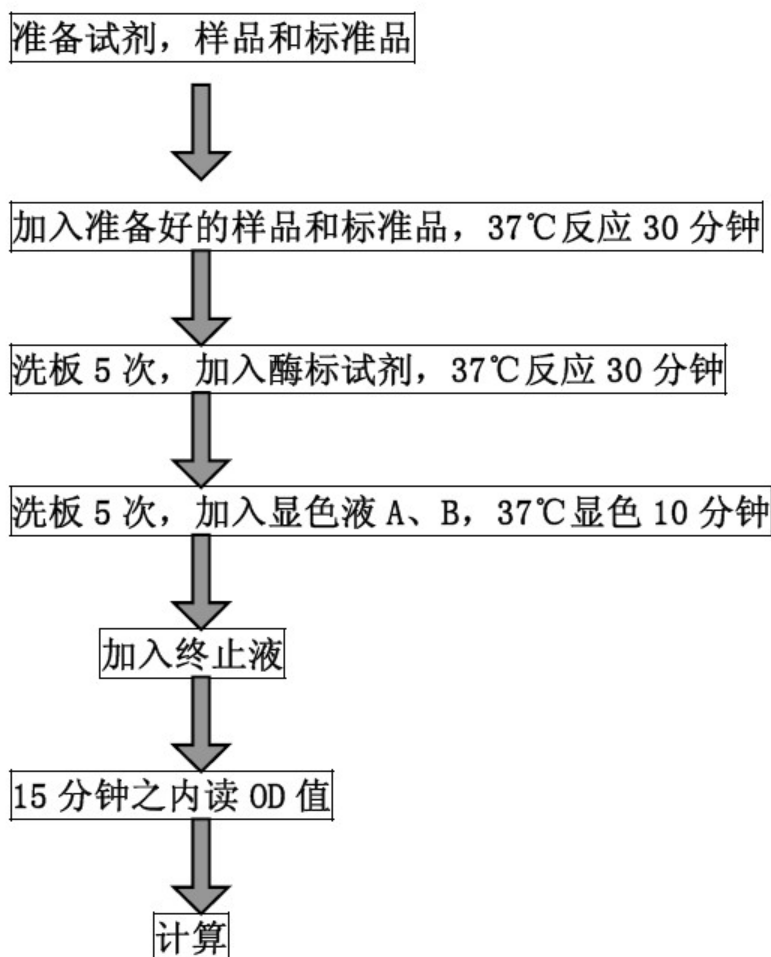 准备试剂，样品和标准品
加入准备好的样品和标准品，37℃反应 30 分钟
洗板 5 次，加入酶标试剂，37℃反应 30 分钟
洗板 5 次，加入显色液 A、B，37℃显色 10 分钟
加入终止液
15 分钟之内读 OD 值
计算